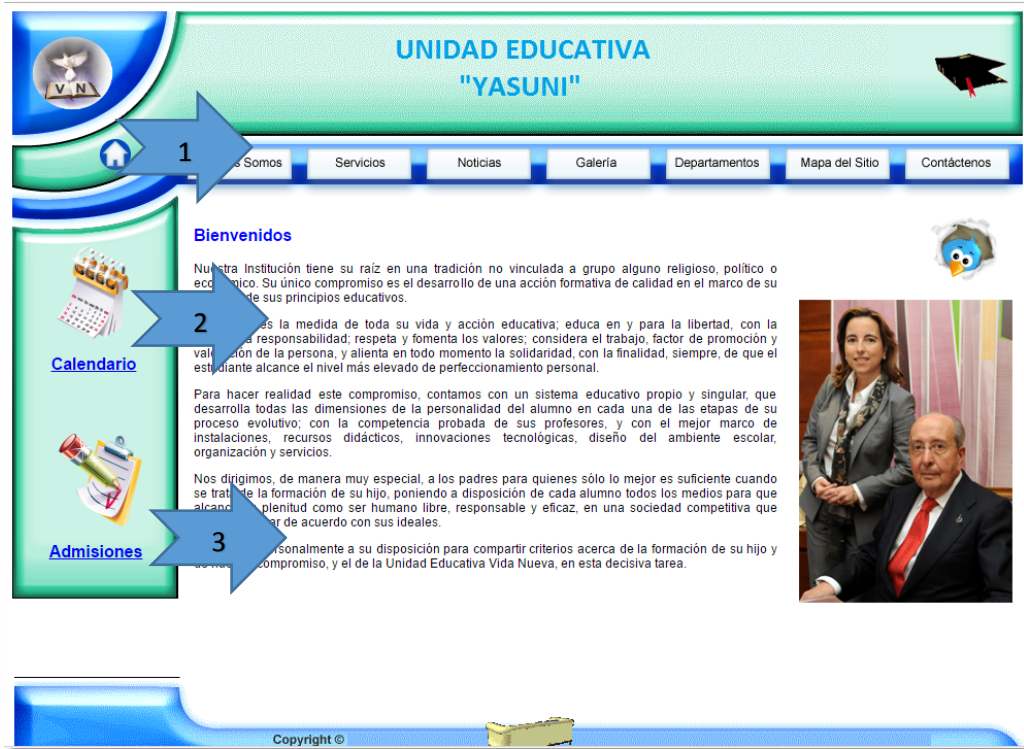 UNIDAD EDUCATIVA
"YASUNI"
V N
1
Somos
Servicios
Noticias
Galería
Departamentos
Mapa del Sitio
Contáctenos
Bienvenidos
Nuestra Institución tiene su raíz en una tradición no vinculada a grupo alguno religioso, político o
económico. Su único compromiso es el desarrollo de una acción formativa de calidad en el marco de su
de sus principios educativos.
2
es la medida de toda su vida y acción educativa; educa en y para la libertad, con la
responsabilidad; respeta y fomenta los valores; considera el trabajo, factor de promoción y
valoración de la persona, y alienta en todo momento la solidaridad, con la finalidad, siempre, de que el
estudiante alcance el nivel más elevado de perfeccionamiento personal.
Calendario
Para hacer realidad este compromiso, contamos con un sistema educativo propio y singular, que
desarrolla todas las dimensiones de la personalidad del alumno en cada una de las etapas de su
proceso evolutivo; con la competencia probada de sus profesores, y con el mejor marco de
instalaciones, recursos didácticos, innovaciones tecnológicas, diseño del ambiente escolar,
organización y servicios.
Nos dirigimos, de manera muy especial, a los padres para quienes sólo lo mejor es suficiente cuando
se trata de la formación de su hijo, poniendo a disposición de cada alumno todos los medios para que
plenitud como ser humano libre, responsable y eficaz, en una sociedad competitiva que
de acuerdo con sus ideales.
3
Admisiones
personalmente a su disposición para compartir criterios acerca de la formación de su hijo y
compromiso, y el de la Unidad Educativa Vida Nueva, en esta decisiva tarea.
Copyright ©